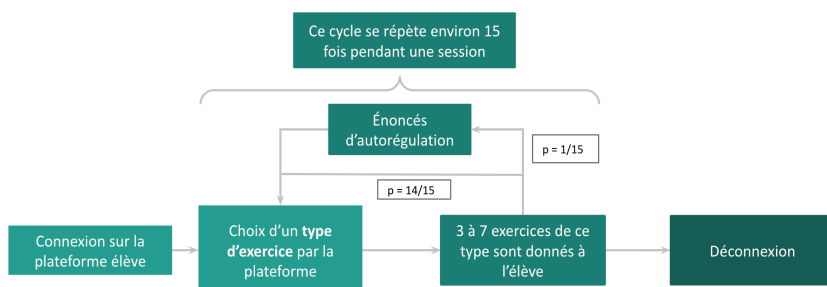 Ce cycle se répète environ 15
fois pendant une session
Énoncés
d'autorégulation
p = 1/15
p = 14/15
Connexion sur la
plateforme élève
Choix d'un type
d'exercice par la
plateforme
3 à 7 exercices de ce
type sont donnés à
l'élève
Déconnexion